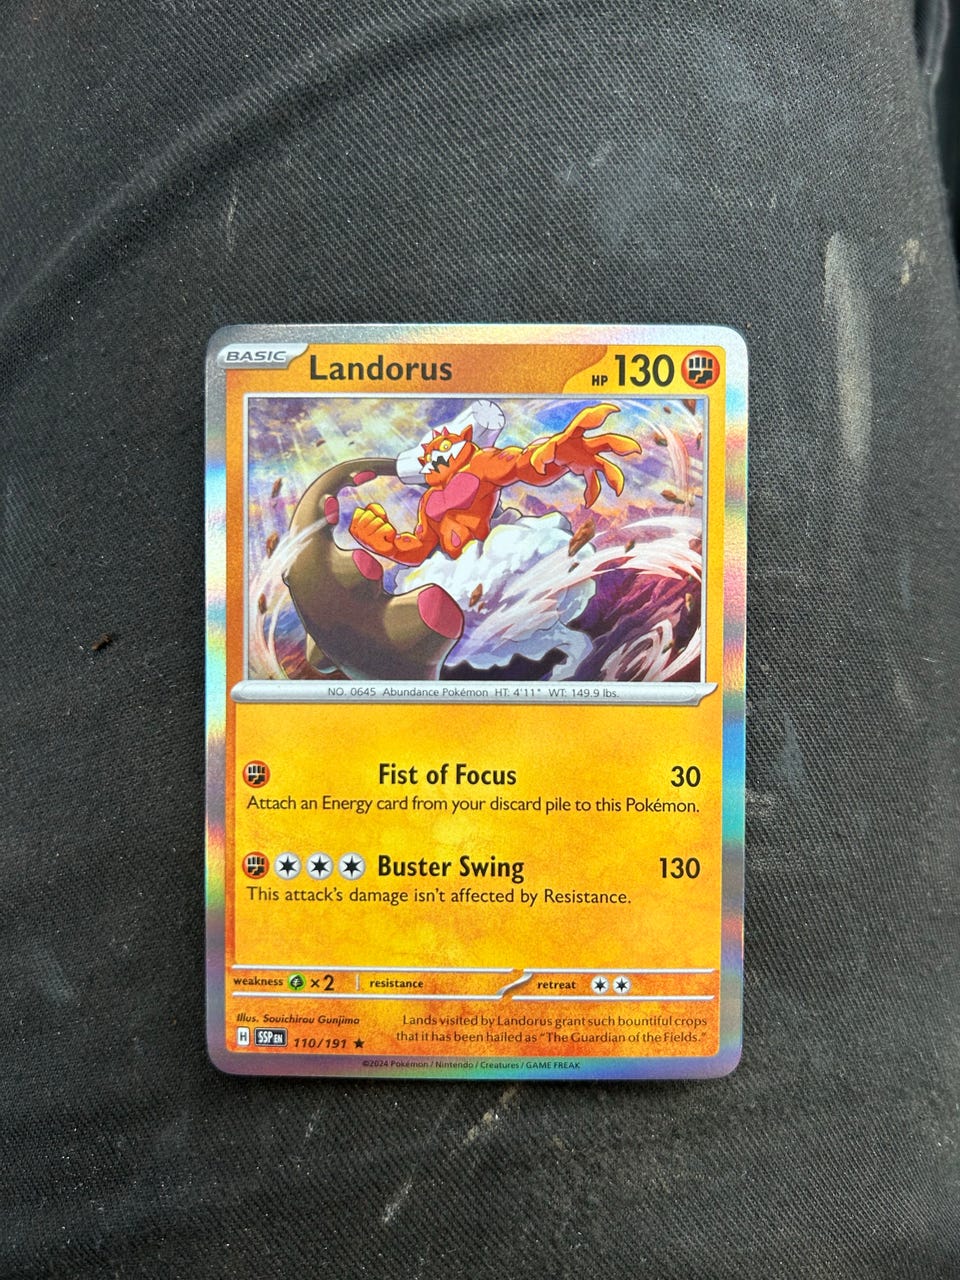 BASIC Landorus HP 130
NO. 0645 Abundance Pokémon HT: 4'11" WT: 149.9 lbs.
Fist of Focus 30
Attach an Energy card from your discard pile to this Pokémon.
Buster Swing 130
This attack's damage isn't affected by Resistance.
weakness ×2 resistance retreat
Illus. Souichirou Gunjima
Lands visited by Landorus grant such bountiful crops
that it has been hailed as "The Guardian of the Fields."
H SSP EN 110/191 ★
©2024 Pokémon / Nintendo / Creatures / GAME FREAK